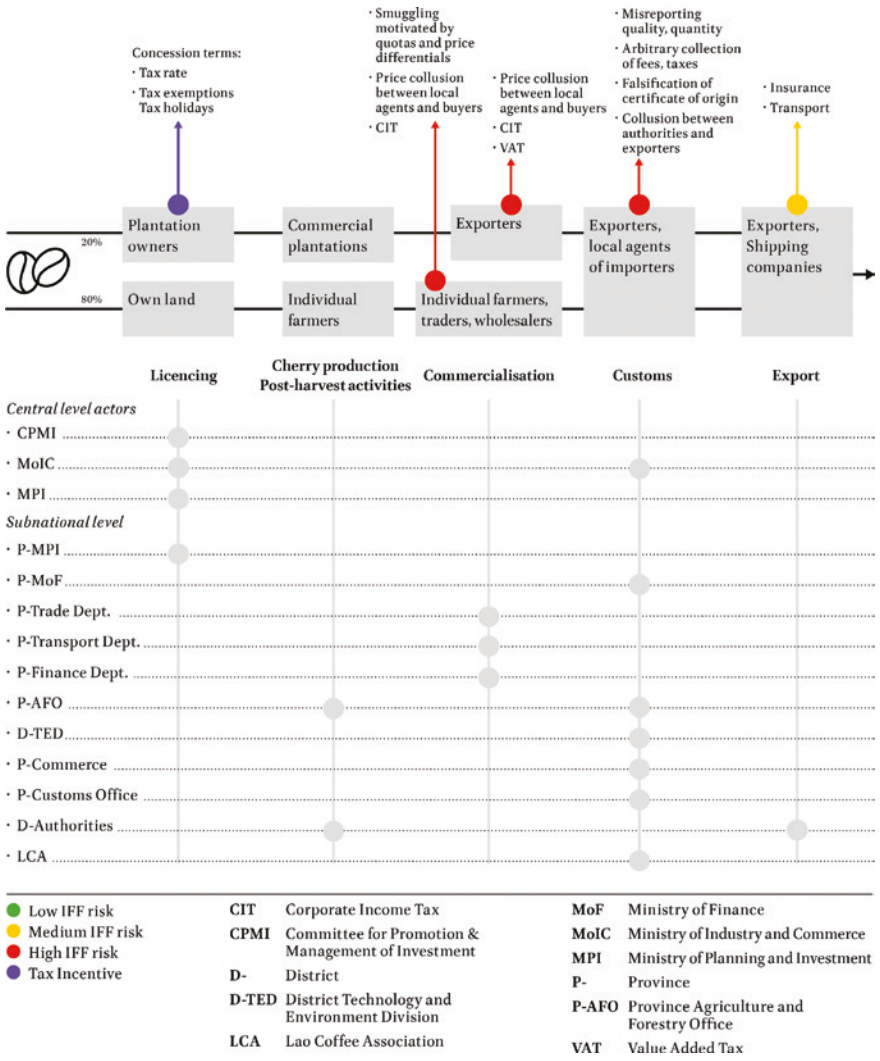 Concession terms:
· Tax rate
· Tax exemptions
Tax holidays
· Smuggling
motivated by
quotas and price
differentials
· Price collusion
between local
agents and buyers
· CIT
· Price collusion
between local
agents and buyers
· CIT
· VAT
· Misreporting
quality, quantity
· Arbitrary collection
of fees, taxes
· Falsification of
certificate of origin
· Collusion between
authorities and
exporters
· Insurance
· Transport
20%
Plantation
owners
Commercial
plantations
Exporters
Exporters,
local agents
of importers
Exporters,
Shipping
companies
80%
Own land
Individual
farmers
Individual farmers,
traders, wholesalers
Licencing
Cherry production
Post-harvest activities
Commercialisation
Customs
Export
Central level actors
· CPMI
· MoIC
· MPI
Subnational level
· P-MPI
· P-MoF
· P-Trade Dept.
· P-Transport Dept.
· P-Finance Dept.
· P-AFO
· D-TED
· P-Commerce
· P-Customs Office
· D-Authorities
· LCA
Low IFF risk
Medium IFF risk
High IFF risk
Tax Incentive
CIT Corporate Income Tax
CPMI Committee for Promotion &
Management of Investment
D- District
D-TED District Technology and
Environment Division
LCA Lao Coffee Association
MoF Ministry of Finance
MoIC Ministry of Industry and Commerce
MPI Ministry of Planning and Investment
P- Province
P-AFO Province Agriculture and
Forestry Office
VAT Value Added Tax